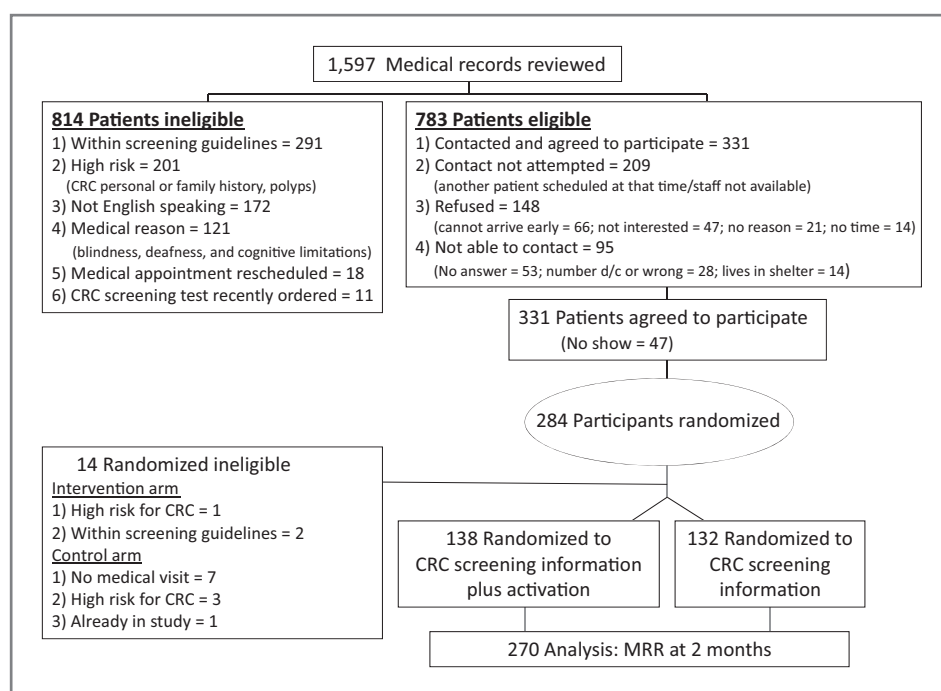 1,597 Medical records reviewed
814 Patients ineligible
1) Within screening guidelines = 291
2) High risk = 201
(CRC personal or family history, polyps)
3) Not English speaking = 172
4) Medical reason = 121
(blindness, deafness, and cognitive limitations)
5) Medical appointment rescheduled = 18
6) CRC screening test recently ordered = 11
783 Patients eligible
1) Contacted and agreed to participate = 331
2) Contact not attempted = 209
(another patient scheduled at that time/staff not available)
3) Refused = 148
(cannot arrive early = 66; not interested = 47; no reason = 21; no time = 14)
4) Not able to contact = 95
(No answer = 53; number d/c or wrong = 28; lives in shelter = 14)
331 Patients agreed to participate
(No show = 47)
284 Participants randomized
14 Randomized ineligible
Intervention arm
1) High risk for CRC = 1
2) Within screening guidelines = 2
Control arm
1) No medical visit = 7
2) High risk for CRC = 3
3) Already in study = 1
138 Randomized to
CRC screening information
plus activation
132 Randomized to
CRC screening
information
270 Analysis: MRR at 2 months